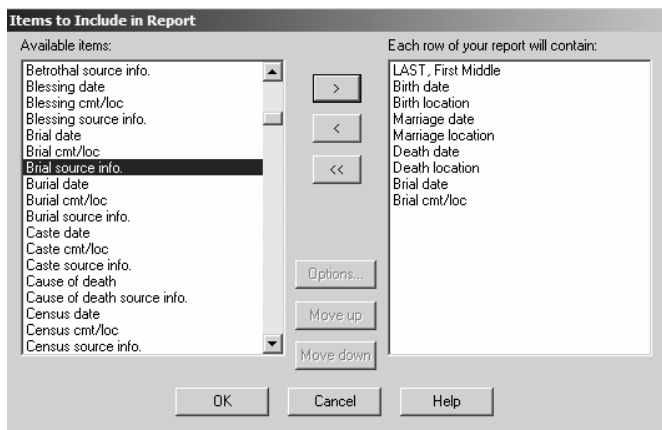 Items to Include in Report
Available items:
Betrothal source info.
Blessing date
Blessing cmt/loc
Blessing source info.
Brial date
Brial cmt/loc
Brial source info.
Burial date
Burial cmt/loc
Burial source info.
Caste date
Caste cmt/loc
Caste source info.
Cause of death
Cause of death source info.
Census date
Census cmt/loc
Census source info.
>
<
<<
Options...
Move up
Move down
Each row of your report will contain:
LAST, First Middle
Birth date
Birth location
Marriage date
Marriage location
Death date
Death location
Brial date
Brial cmt/loc
OK
Cancel
Help